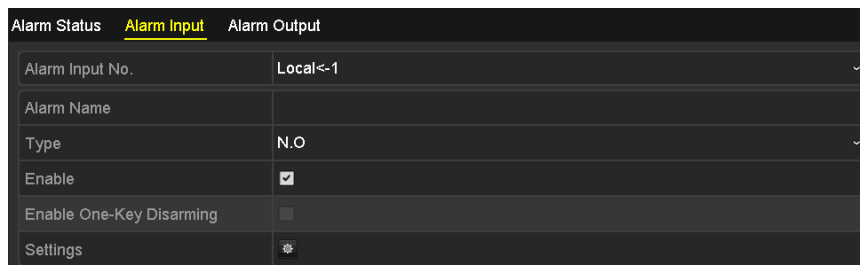 Alarm Status Alarm Input Alarm Output
Alarm Input No. Local<-1
Alarm Name
Type N.O
Enable
Enable One-Key Disarming
Settings